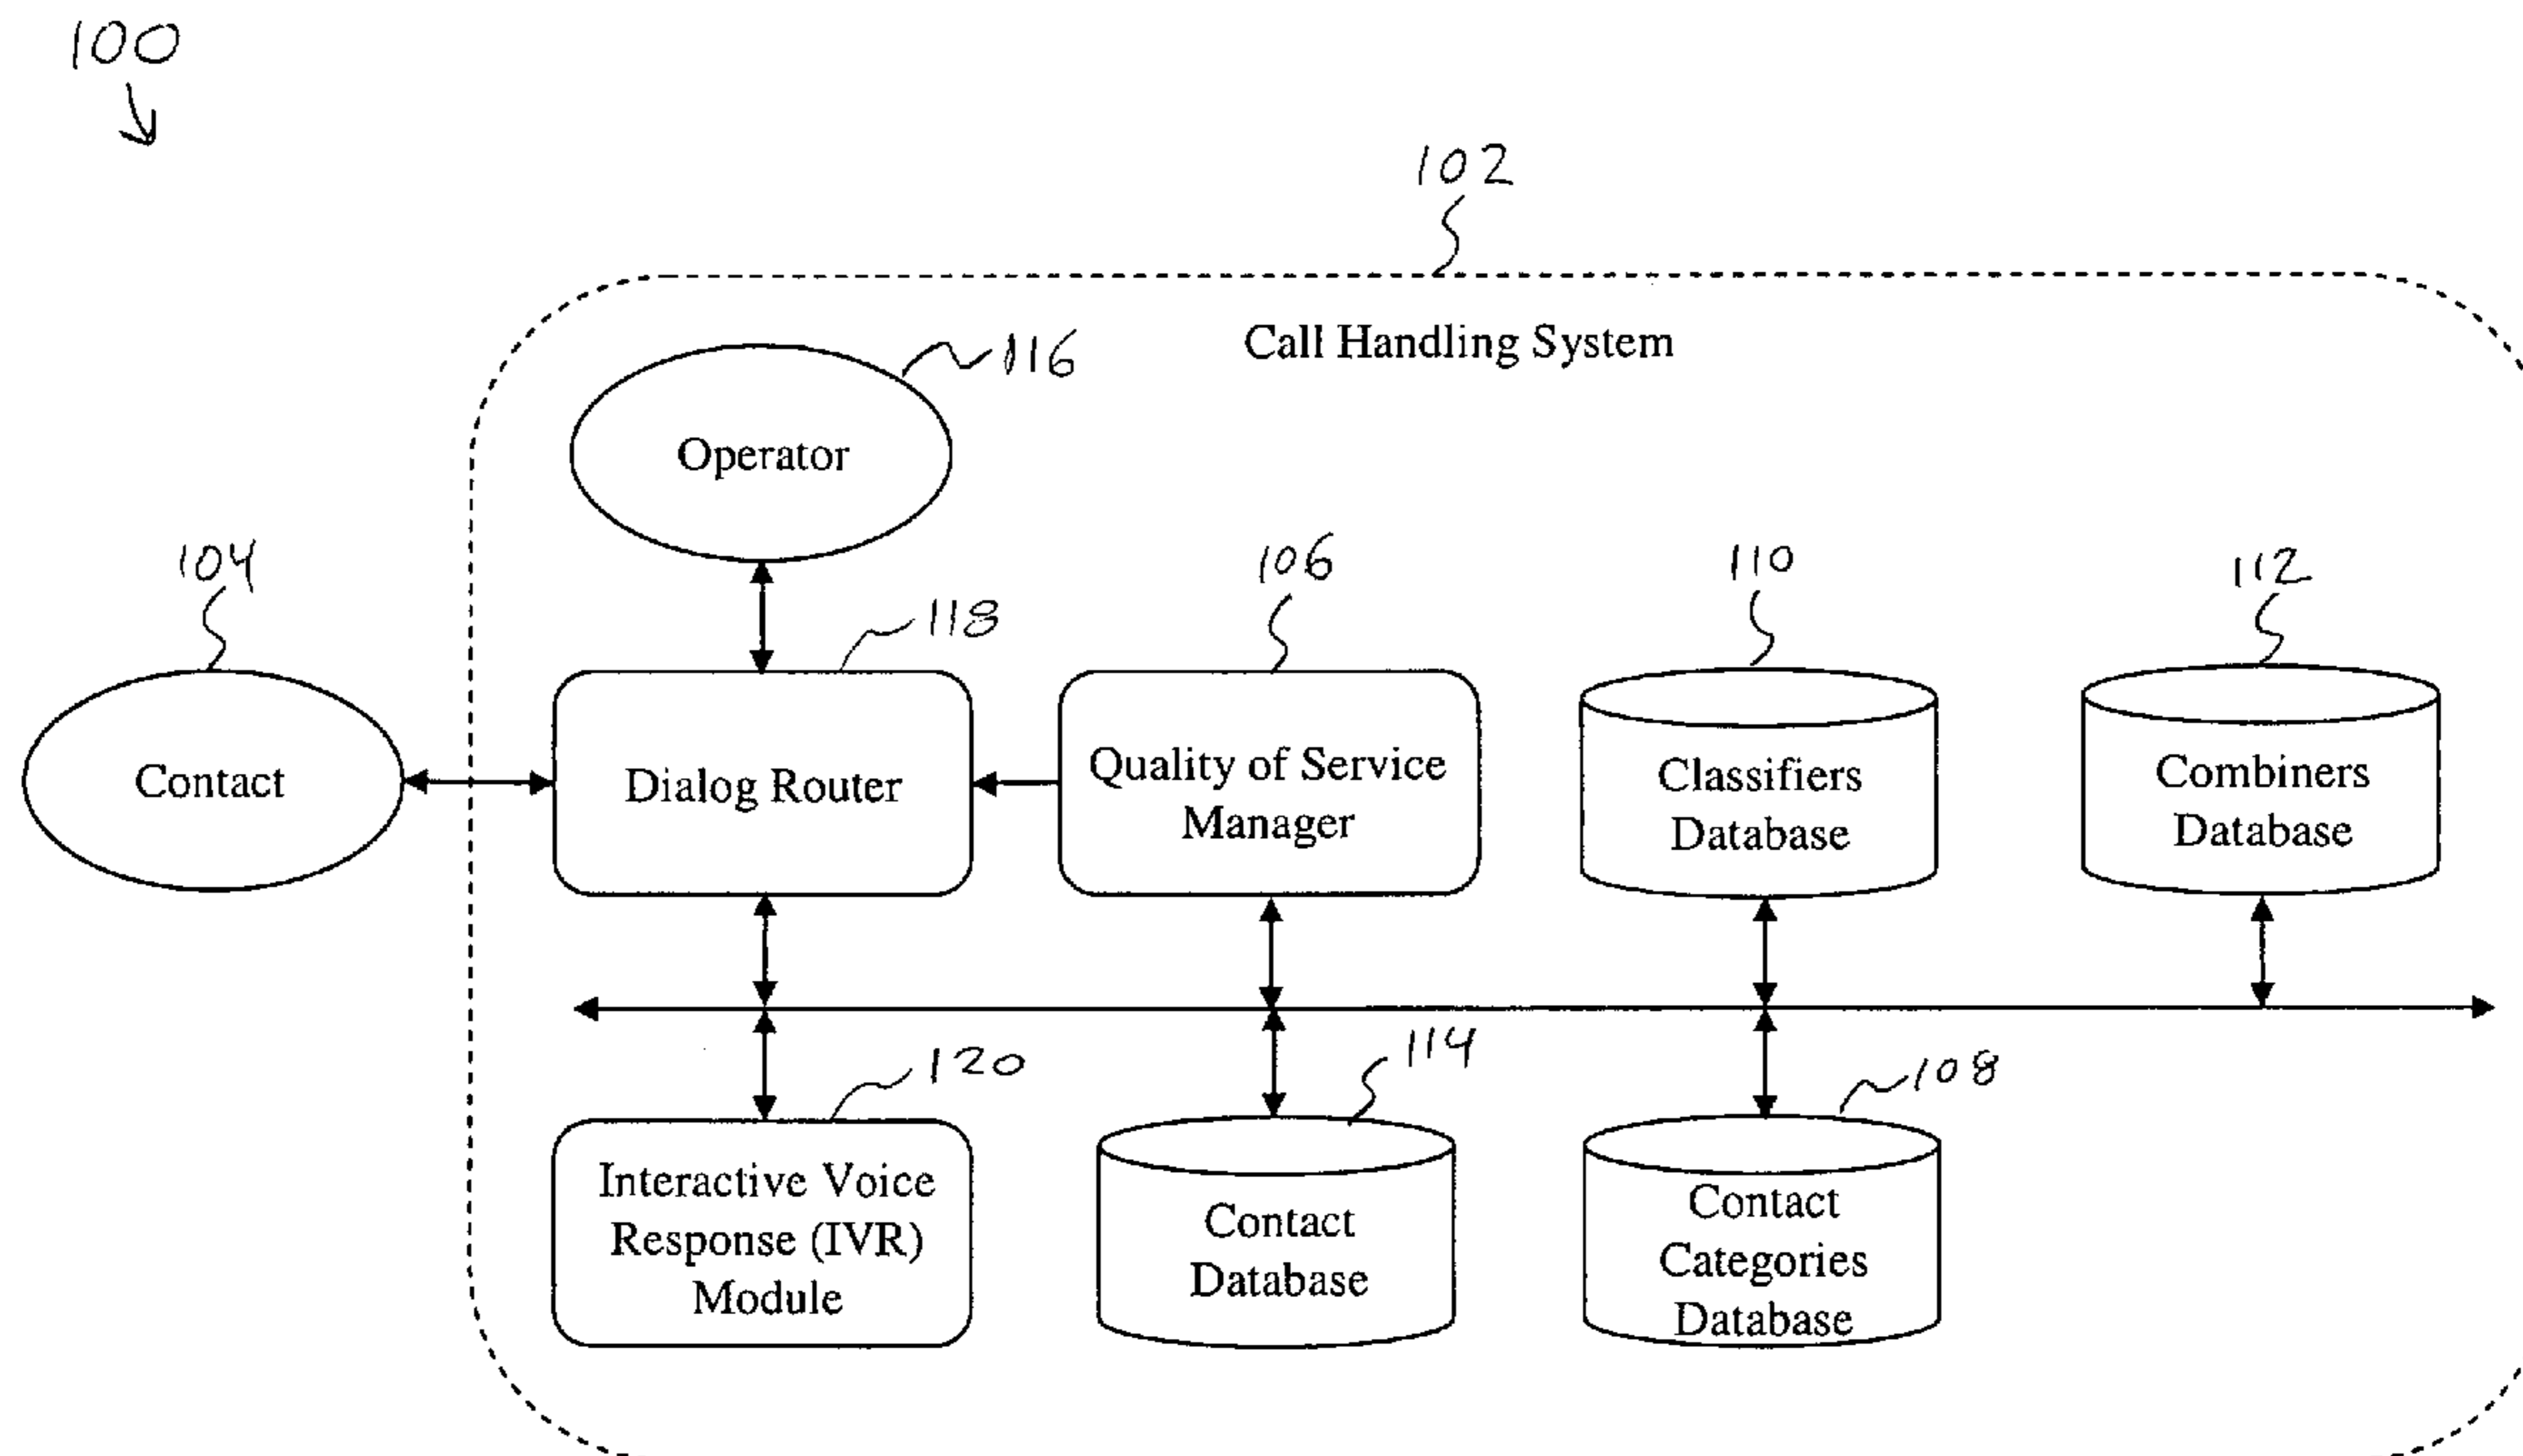 100
102
Call Handling System
116
Operator
104
118
106
110
112
Contact
Dialog Router
Quality of Service
Manager
Classifiers
Database
Combiners
Database
120
114
108
Interactive Voice
Response (IVR)
Module
Contact
Database
Contact
Categories
Database